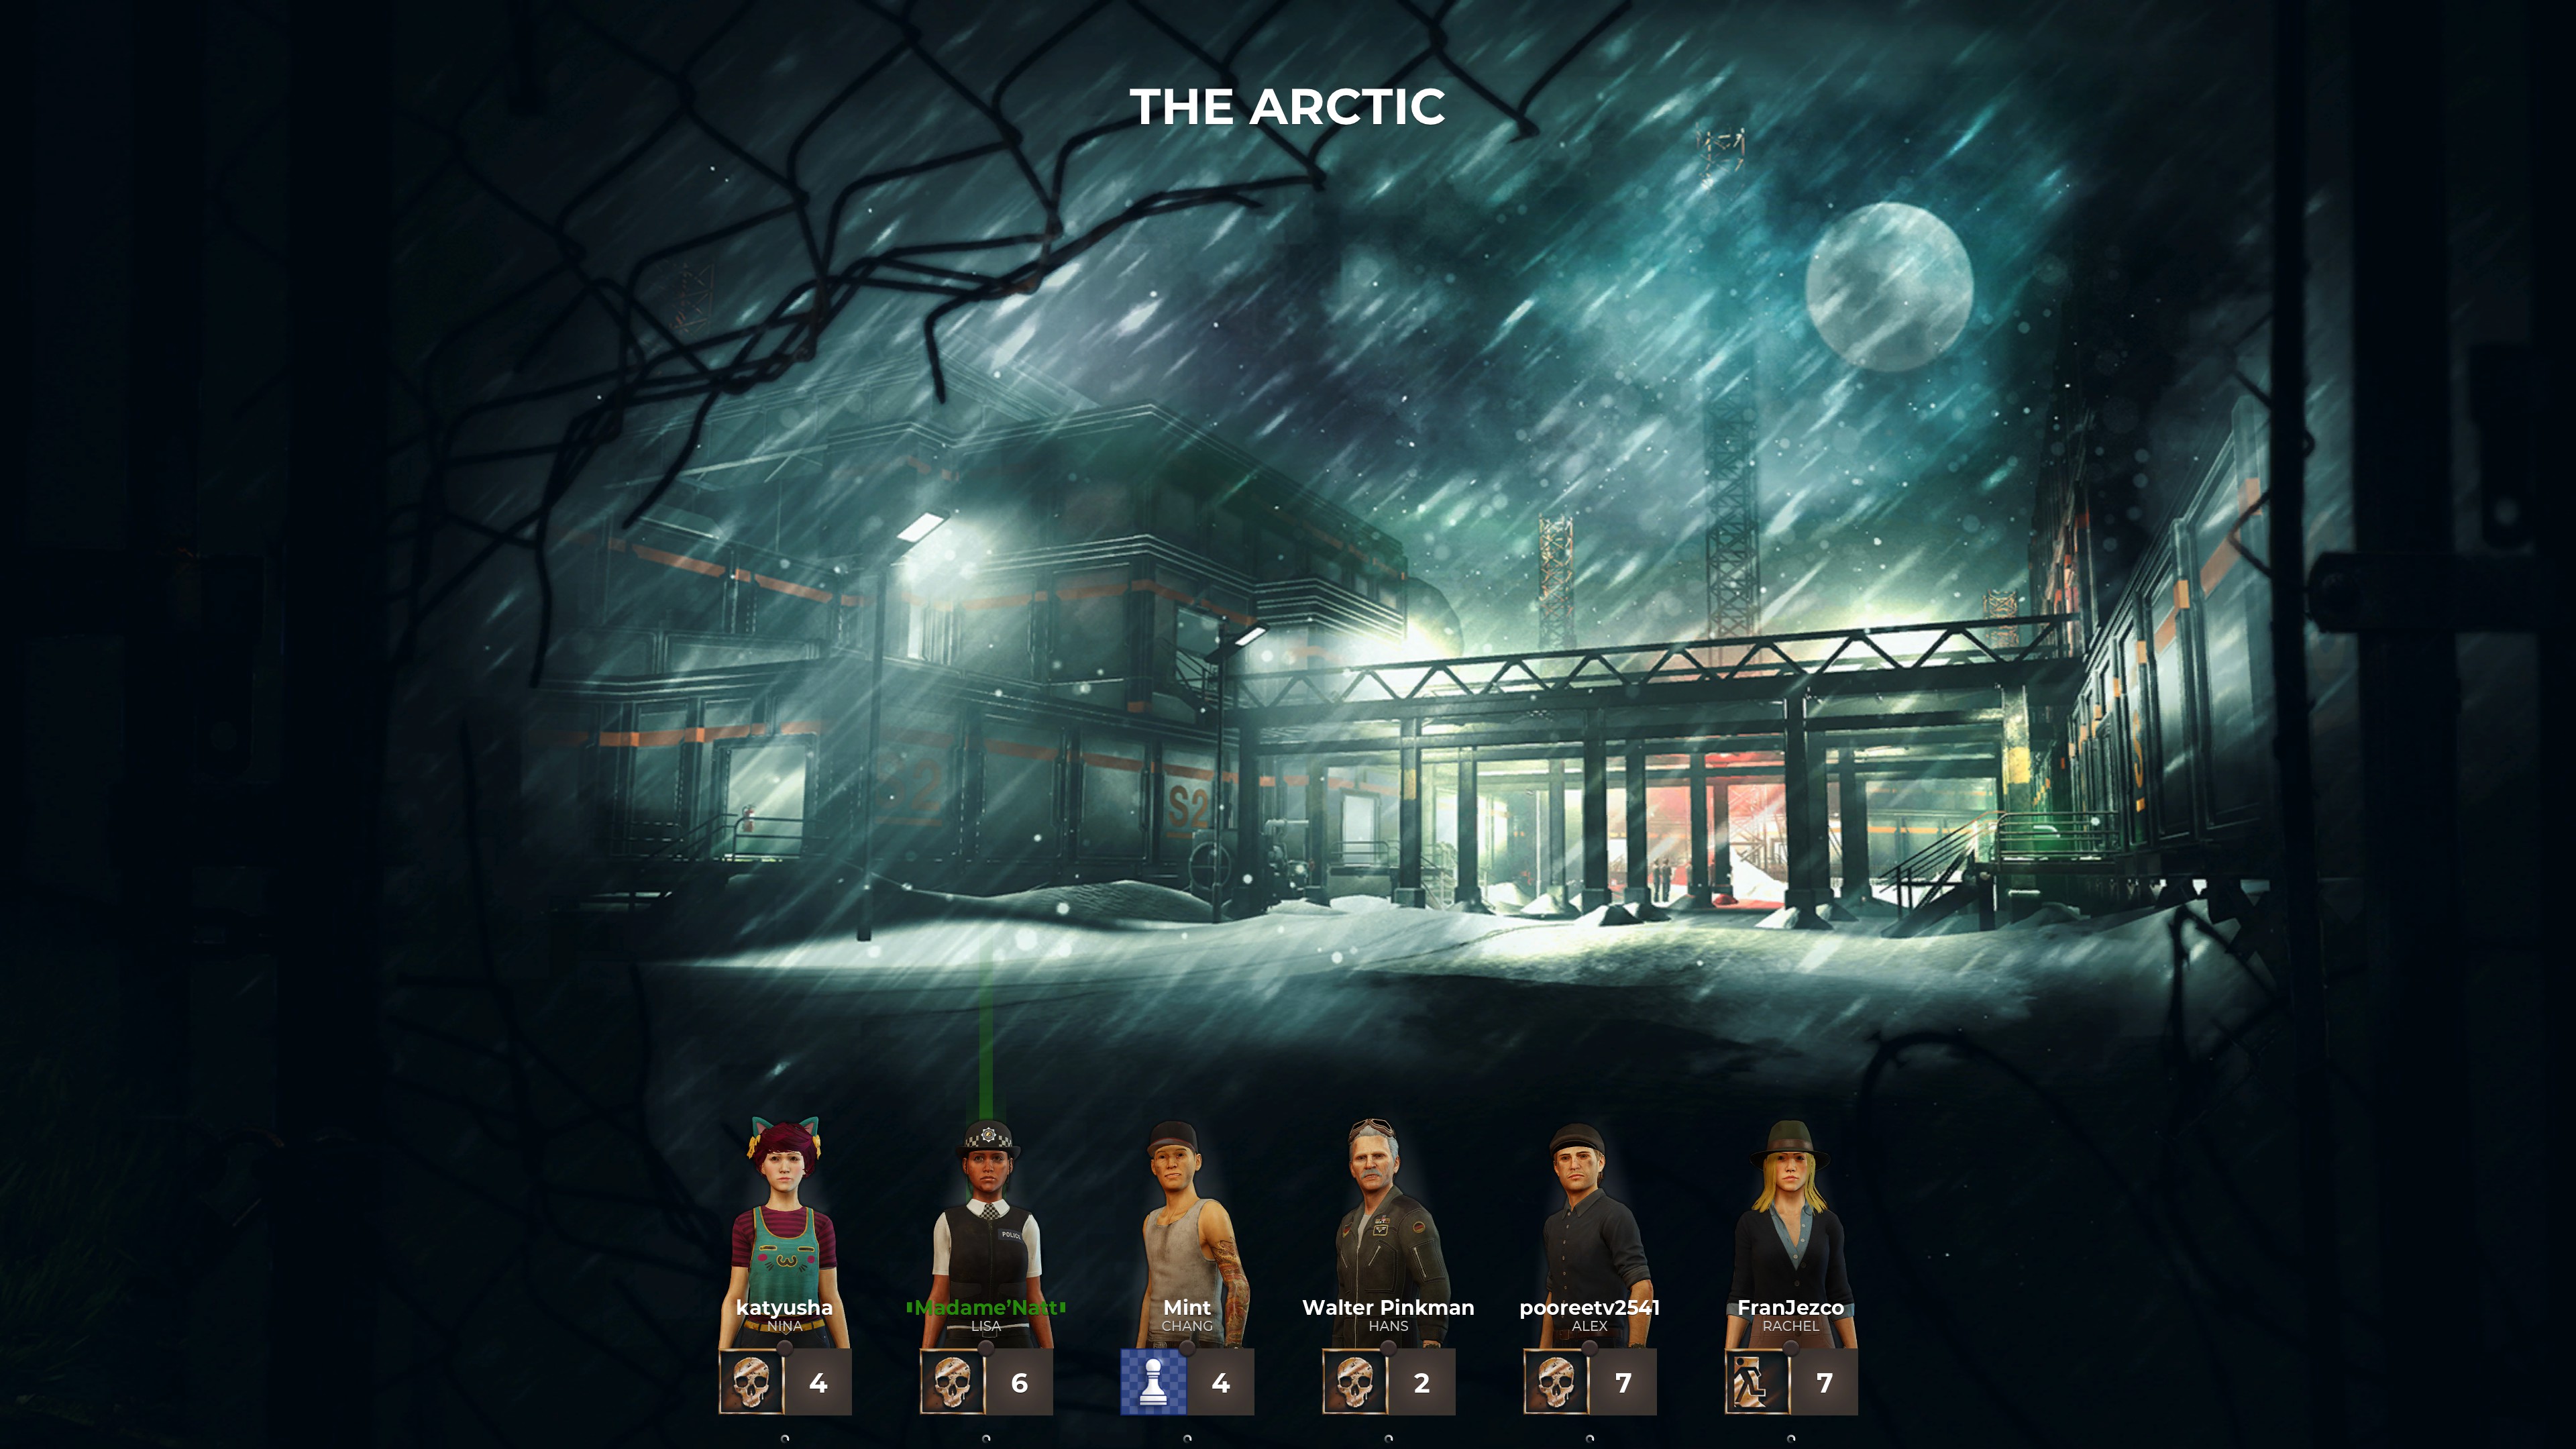 THE ARCTIC
S2
S2
POLICE
katyusha
NINA
4
Madame'Natt
LISA
6
Mint
CHANG
4
Walter Pinkman
HANS
2
pooreetv2541
ALEX
7
FranJezco
RACHEL
7